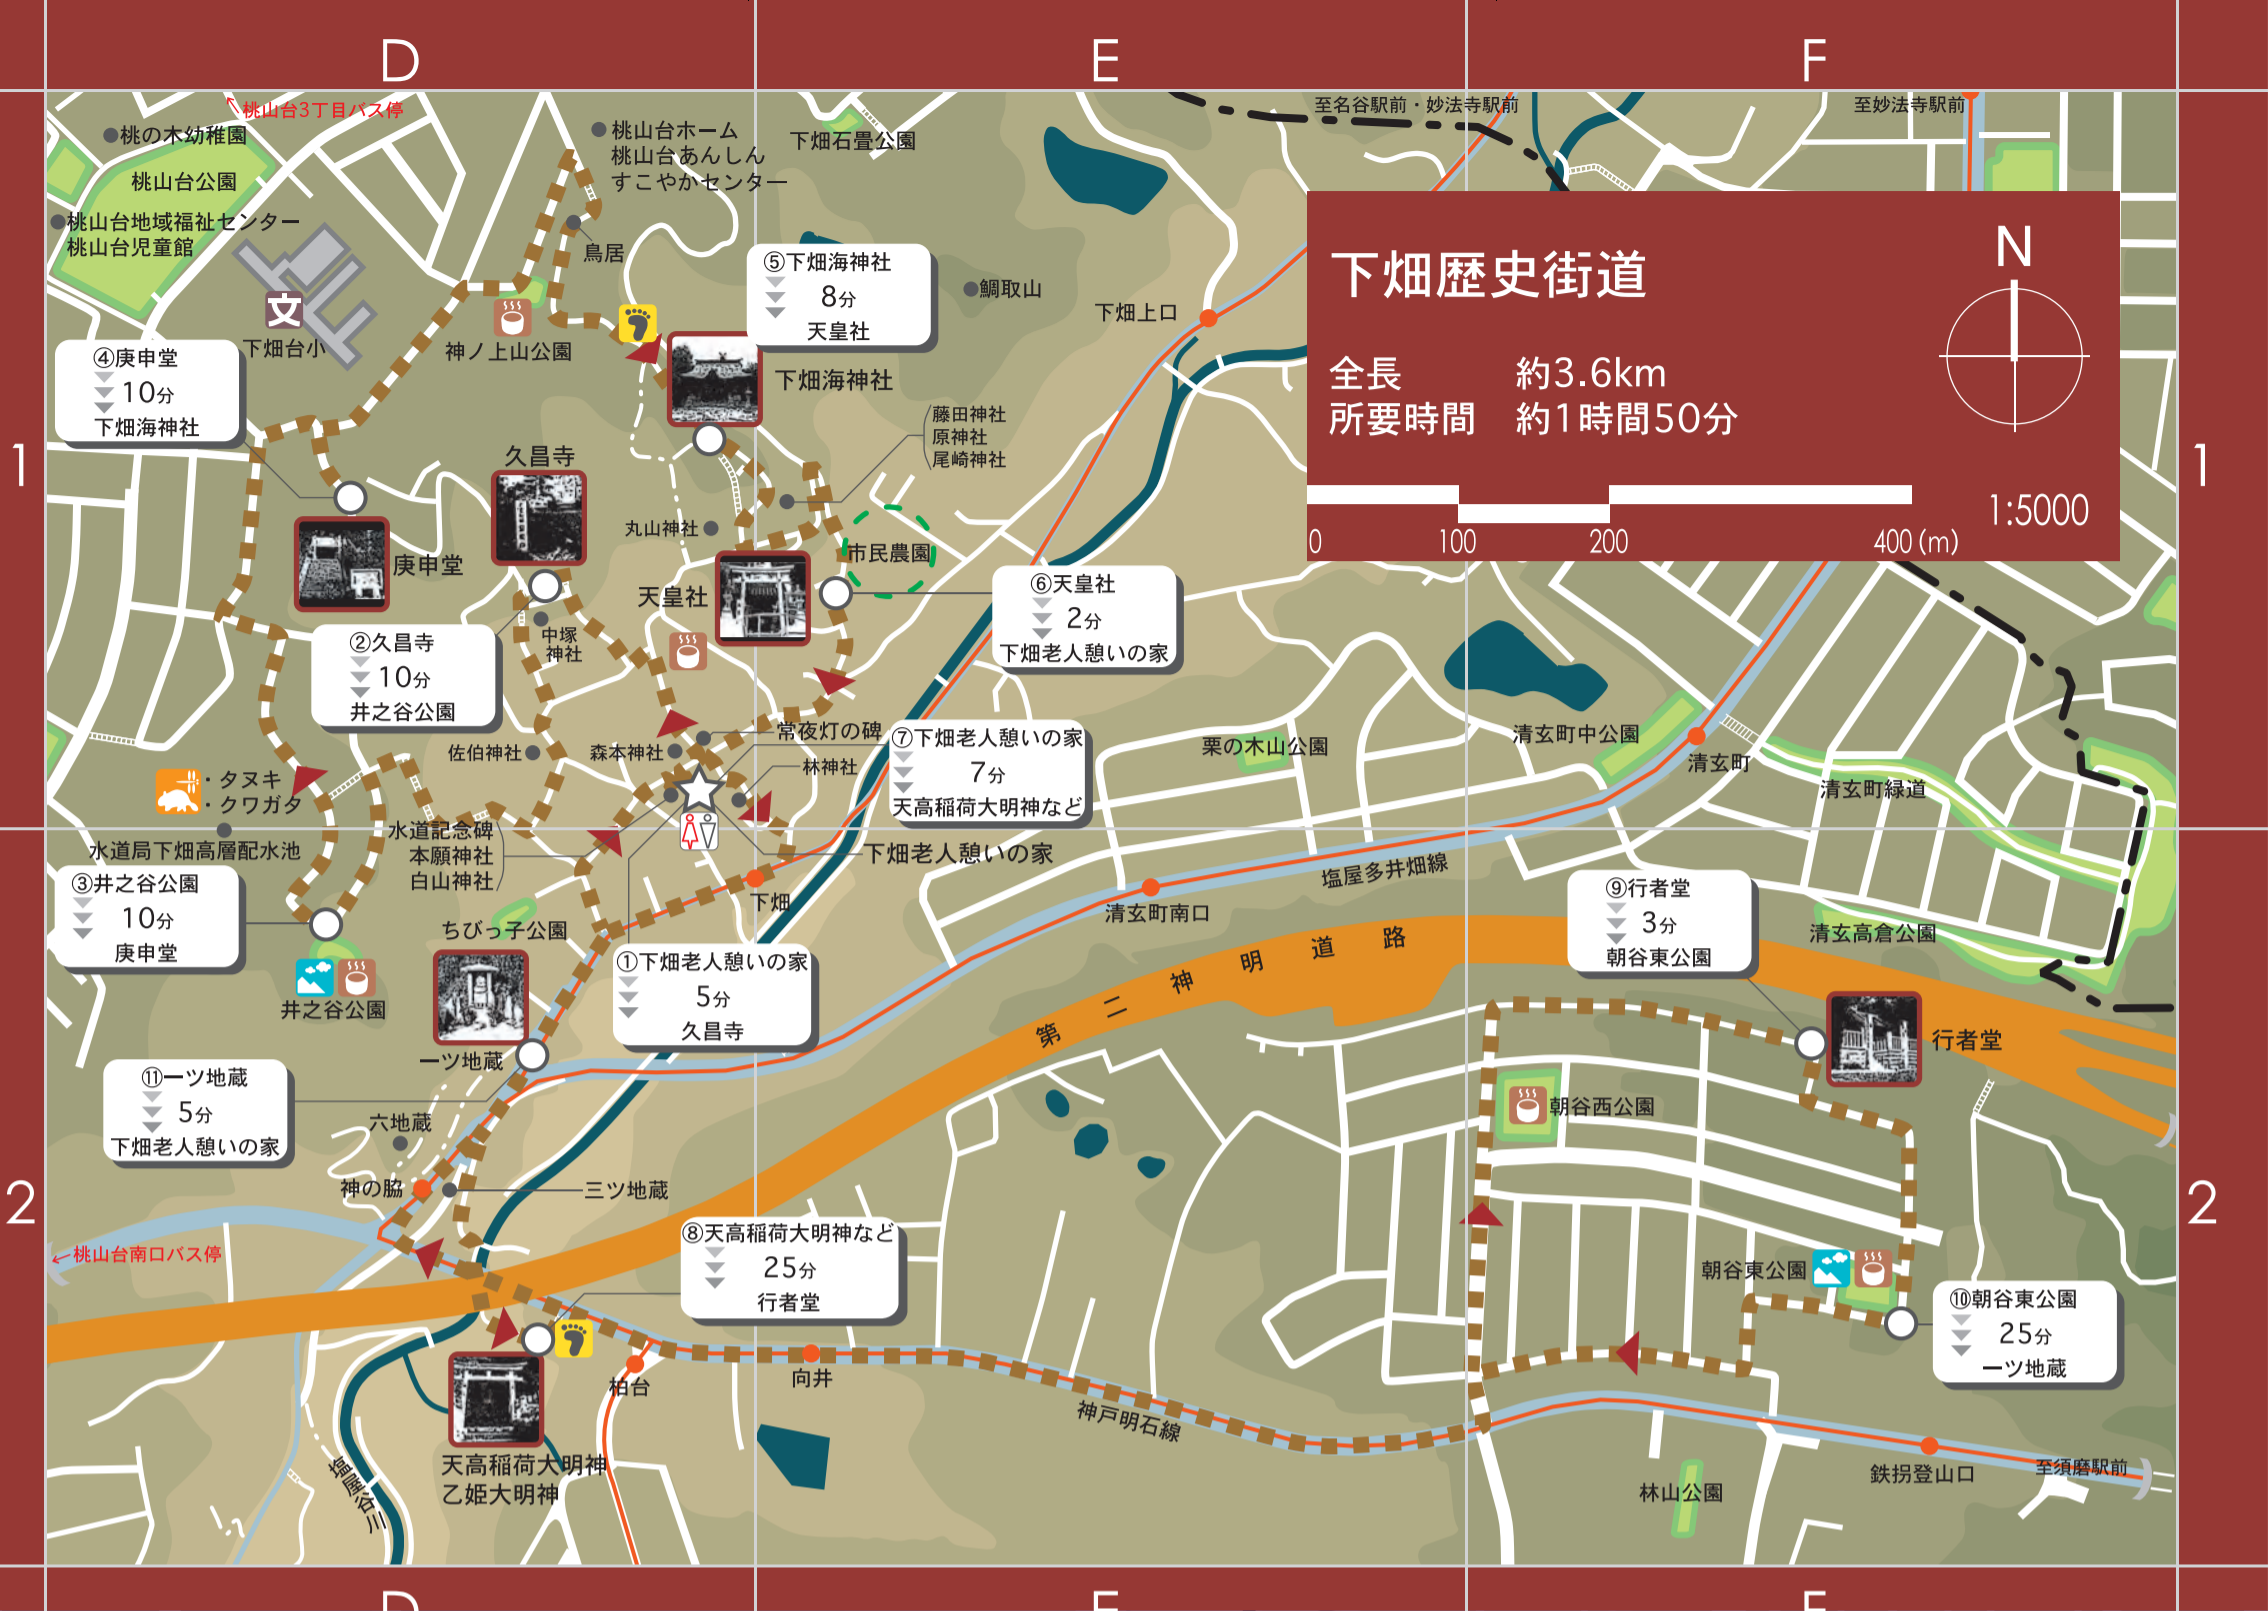 D
E
F
桃山台3丁目バス停
桃の木幼稚園
桃山台公園
桃山台地域福祉センター
桃山台児童館
桃山台ホーム
桃山台あんしん
すこやかセンター
下畑石畳公園
至名谷駅前・妙法寺駅前
至妙法寺駅前
鳥居
文
下畑台小
神ノ上山公園
⑤下畑海神社
8分
天皇社
鯛取山
下畑上口
下畑歴史街道
N
全長 約3.6km
所要時間 約1時間50分
0 100 200 400(m)
1:5000
④庚申堂
10分
下畑海神社
下畑海神社
藤田神社
原神社
尾崎神社
1
1
久昌寺
丸山神社
市民農園
庚申堂
天皇社
⑥天皇社
2分
下畑老人憩いの家
中塚
神社
②久昌寺
10分
井之谷公園
佐伯神社
森本神社
常夜灯の碑
林神社
⑦下畑老人憩いの家
7分
天高稲荷大明神など
栗の木山公園
清玄町中公園
清玄町
清玄町緑道
・タヌキ
・クワガタ
水道局下畑高層配水池
水道記念碑
本願神社
白山神社
下畑老人憩いの家
塩屋多井畑線
③井之谷公園
10分
庚申堂
ちびっ子公園
下畑
清玄町南口
⑨行者堂
3分
朝谷東公園
清玄高倉公園
井之谷公園
①下畑老人憩いの家
5分
久昌寺
第二神明道路
行者堂
一ツ地蔵
⑪一ツ地蔵
5分
下畑老人憩いの家
六地蔵
朝谷西公園
神の脇
三ツ地蔵
2
2
桃山台南口バス停
⑧天高稲荷大明神など
25分
行者堂
朝谷東公園
⑩朝谷東公園
25分
一ツ地蔵
柏台
向井
神戸明石線
天高稲荷大明神
乙姫大明神
塩屋谷川
林山公園
鉄拐登山口
至須磨駅前
D
E
F